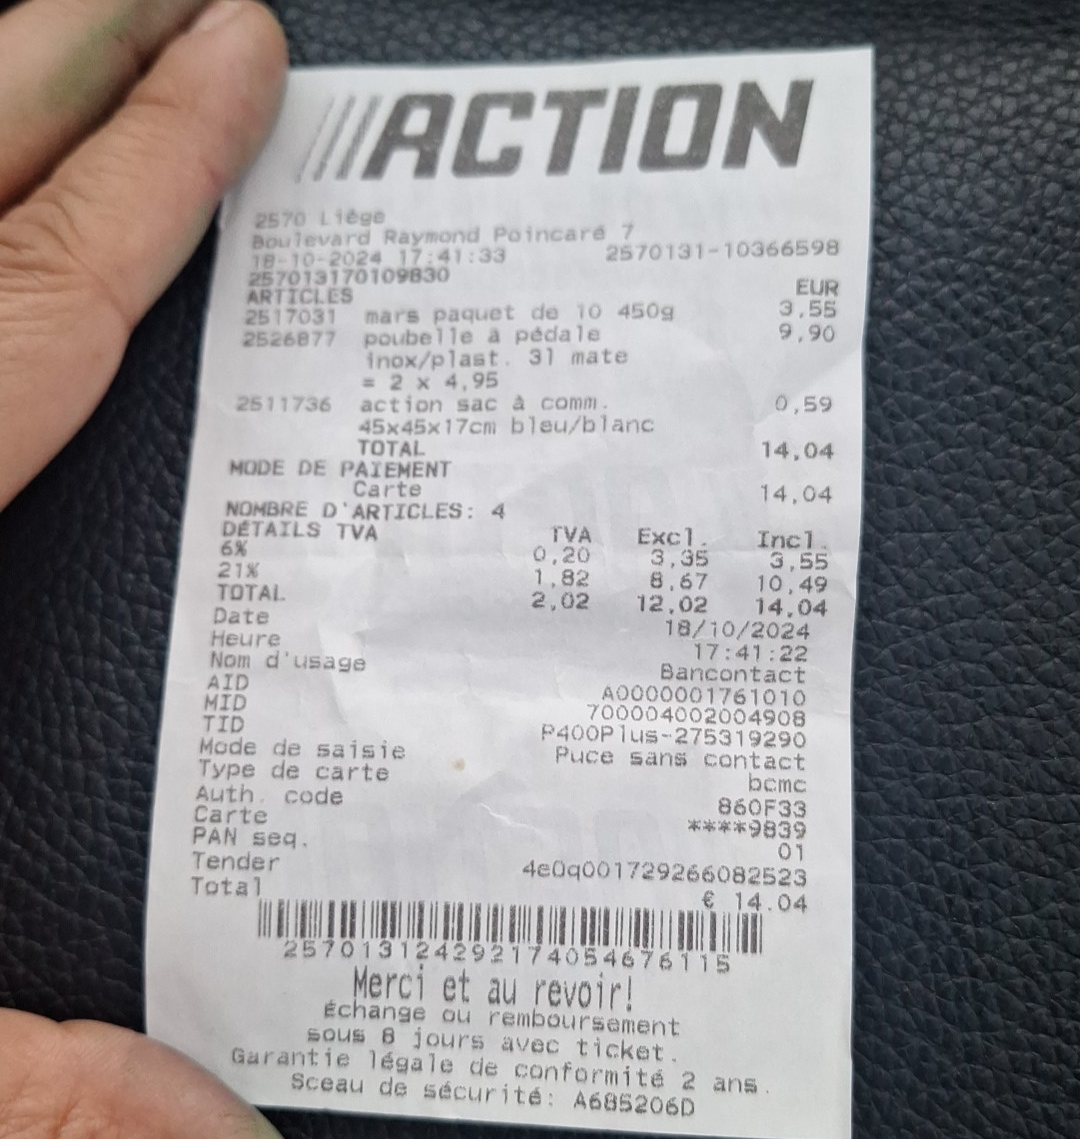 ACTION
2570 Liège
Boulevard Raymond Poincaré 7
18-10-2024 17:41:33 2570131-10366598
257013170109830
ARTICLES EUR
2517031 mars paquet de 10 450g 3,55
2526877 poubelle à pédale 9,90
inox/plast. 3l mate
= 2 x 4,95
2511736 action sac à comm. 0,59
45x45x17cm bleu/blanc
TOTAL 14,04
MODE DE PAIEMENT
Carte 14,04
NOMBRE D'ARTICLES: 4
DÉTAILS TVA TVA Excl. Incl.
6% 0,20 3,35 3,55
21% 1,82 8,67 10,49
TOTAL 2,02 12,02 14,04
Date 18/10/2024
Heure 17:41:22
Nom d'usage Bancontact
AID A0000001761010
MID 700004002004908
TID P400Plus-275319290
Mode de saisie Puce sans contact
Type de carte bcmc
Auth. code 860F33
Carte ****9839
PAN seq. 01
Tender 4e0q001729266082523
Total € 14.04
257013124292174054676115
Merci et au revoir!
Échange ou remboursement
sous 8 jours avec ticket.
Garantie légale de conformité 2 ans.
Sceau de sécurité: A685206D